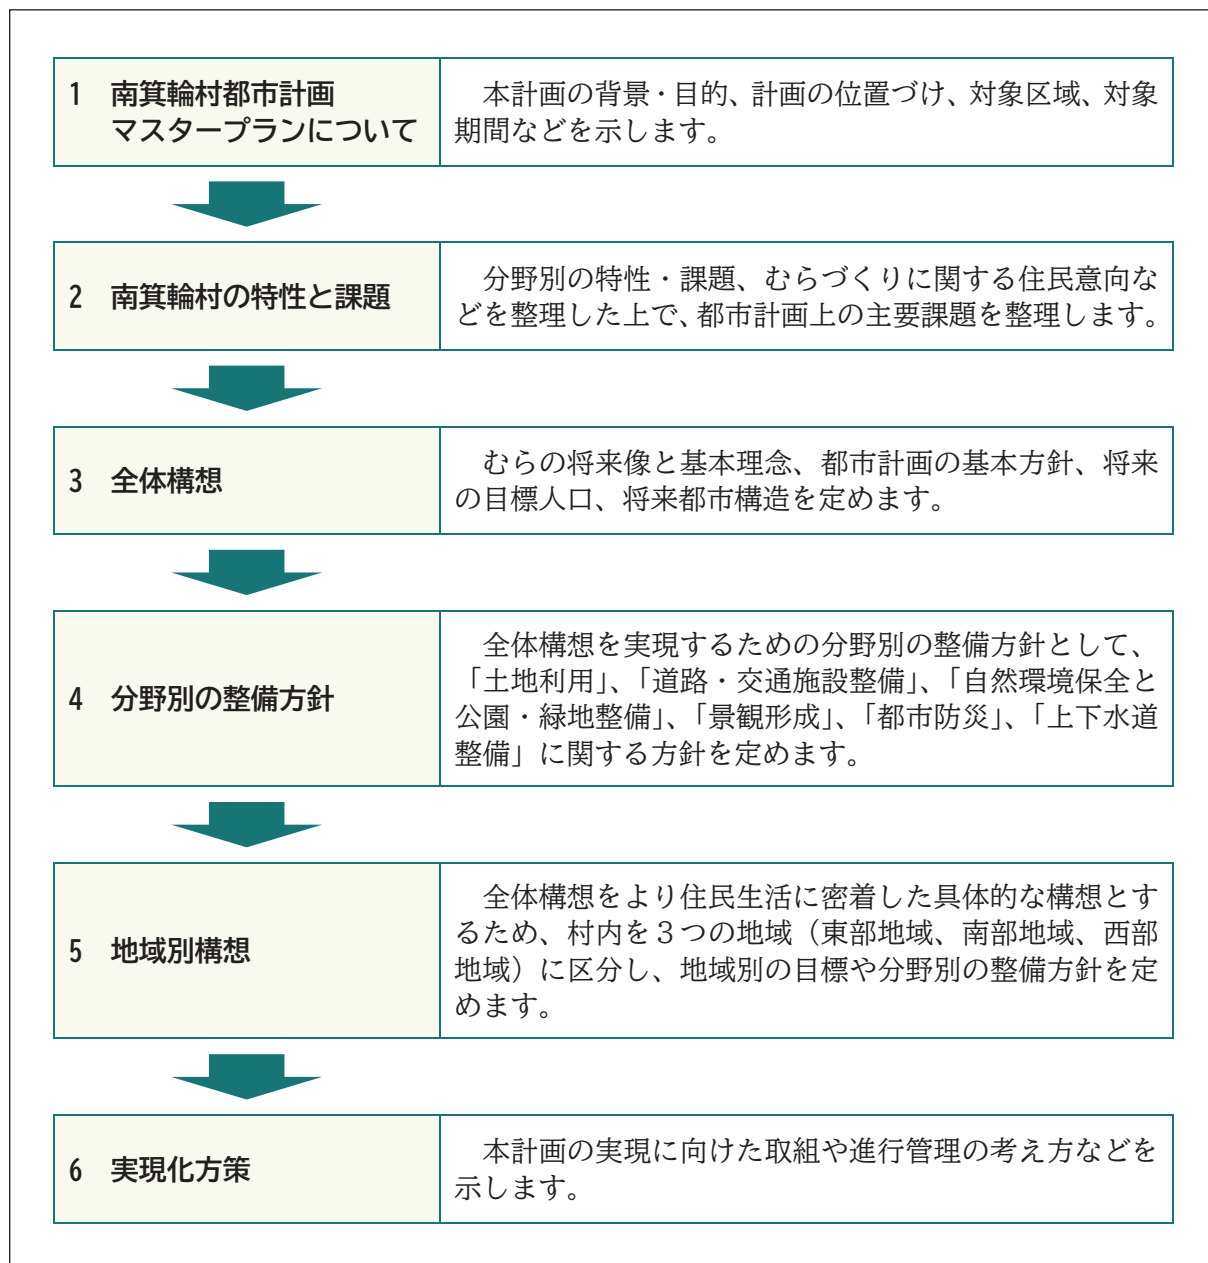 1 南箕輪村都市計画
マスタープランについて
本計画の背景・目的、計画の位置づけ、対象区域、対象
期間などを示します。
2 南箕輪村の特性と課題
分野別の特性・課題、むらづくりに関する住民意向な
どを整理した上で、都市計画上の主要課題を整理します。
3 全体構想
むらの将来像と基本理念、都市計画の基本方針、将来
の目標人口、将来都市構造を定めます。
4 分野別の整備方針
全体構想を実現するための分野別の整備方針として、
「土地利用」、「道路・交通施設整備」、「自然環境保全と
公園・緑地整備」、「景観形成」、「都市防災」、「上下水道
整備」に関する方針を定めます。
5 地域別構想
全体構想をより住民生活に密着した具体的な構想とす
るため、村内を３つの地域（東部地域、南部地域、西部
地域）に区分し、地域別の目標や分野別の整備方針を定
めます。
6 実現化方策
本計画の実現に向けた取組や進行管理の考え方などを
示します。